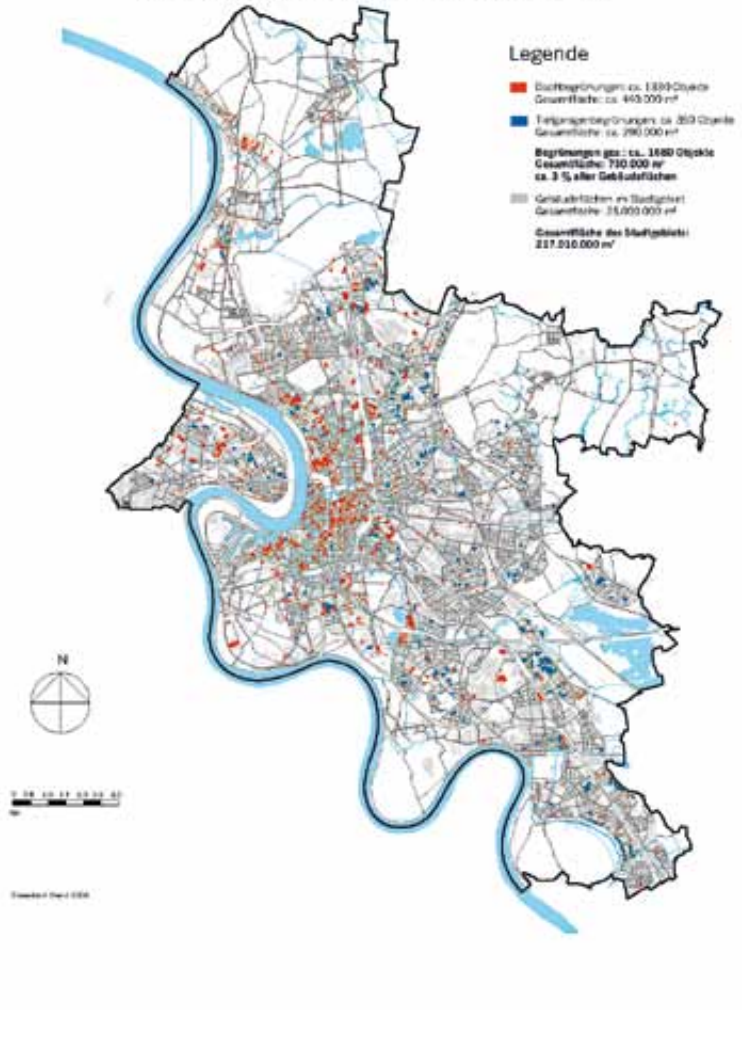 Legende
Dachbegrünungen: ca. 1330 Objekte
Gesamtfläche: ca. 440.000 m²
Tiefgaragenbegrünungen: ca. 350 Objekte
Gesamtfläche: ca. 290.000 m²
Begrünungen ges.: ca. 1680 Objekte
Gesamtfläche: 730.000 m²
ca. 3 % aller Gebäudeflächen
Gebäudeflächen im Stadtgebiet
Gesamtfläche: 25.000.000 m²
Gesamtfläche des Stadtgebiets:
217.010.000 m²
N